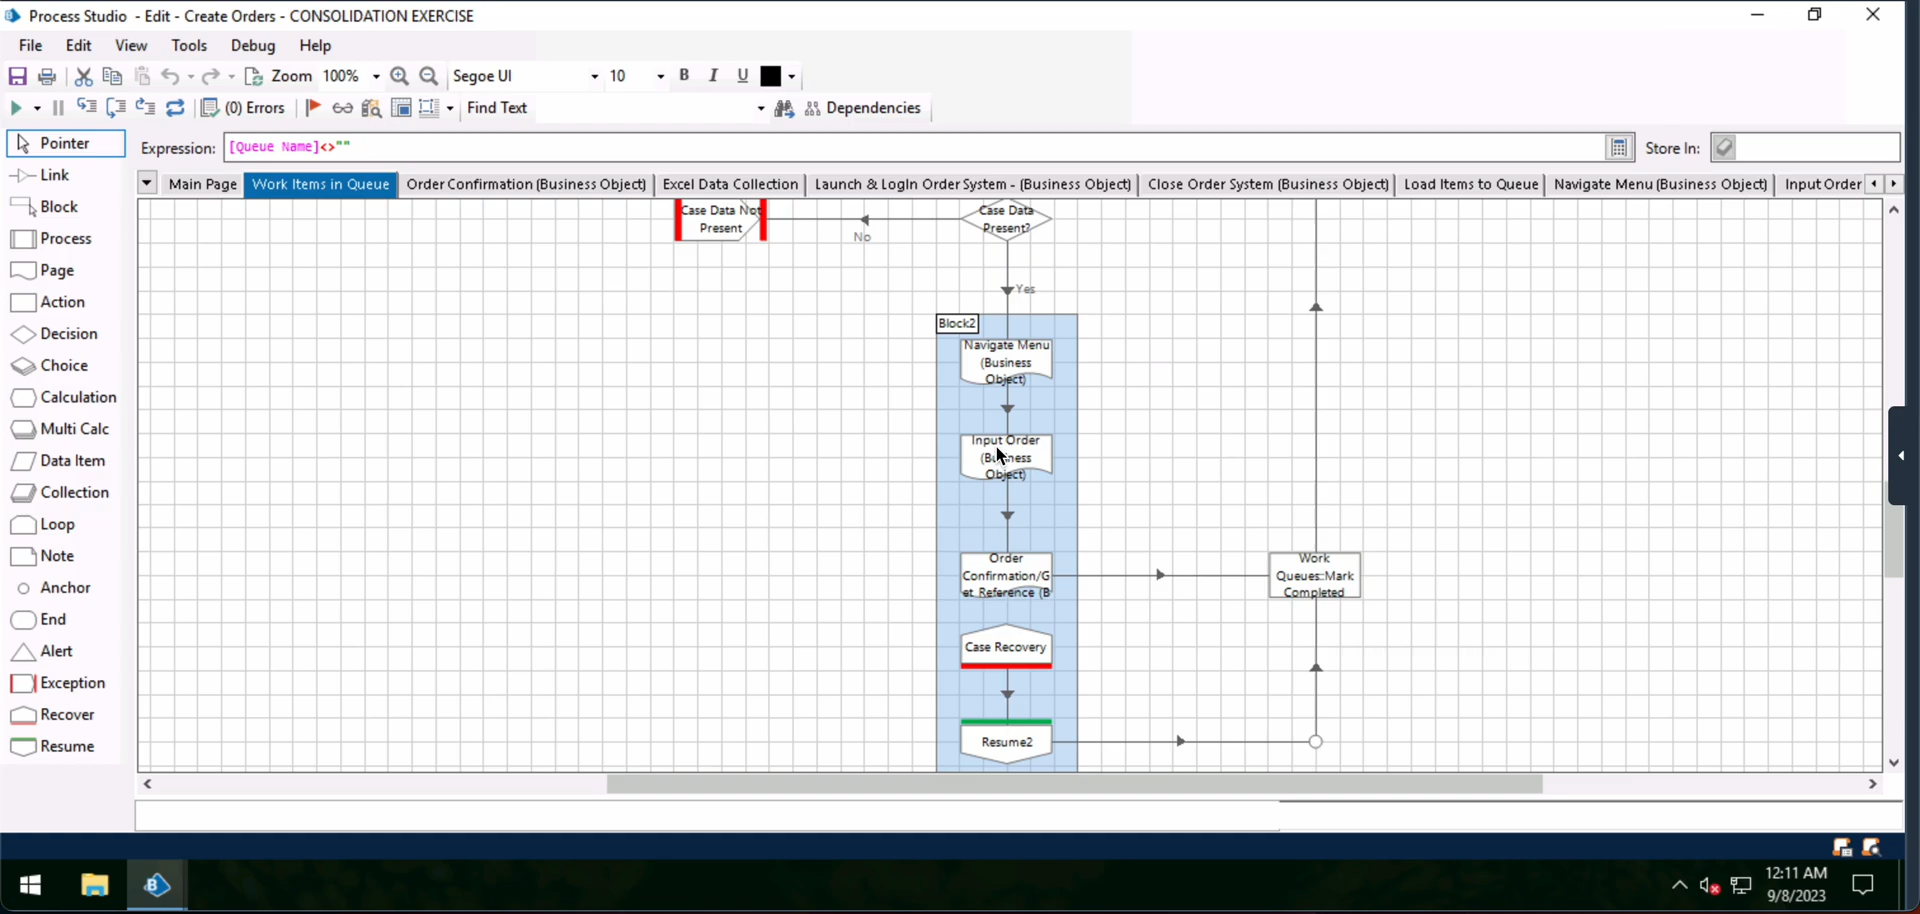 Process Studio - Edit - Create Orders - CONSOLIDATION EXERCISE
File Edit View Tools Debug Help
Zoom 100% Segoe UI 10 B I U
(0) Errors Find Text Dependencies
Pointer
Expression: [Queue Name]<>"" Store In:
Link
Main Page Work Items in Queue Order Confirmation (Business Object) Excel Data Collection Launch & LogIn Order System - (Business Object) Close Order System (Business Object) Load Items to Queue Navigate Menu (Business Object) Input Order
Block
Process
Page
Action
Decision
Choice
Calculation
Multi Calc
Data Item
Collection
Loop
Note
Anchor
End
Alert
Exception
Recover
Resume
Case Data Not
Present
No
Case Data
Present?
Yes
Block2
Navigate Menu
(Business
Object)
Input Order
(Business
Object)
Order
Confirmation/G
et Reference (B
Work
Queues::Mark
Completed
Case Recovery
Resume2
12:11 AM
9/8/2023